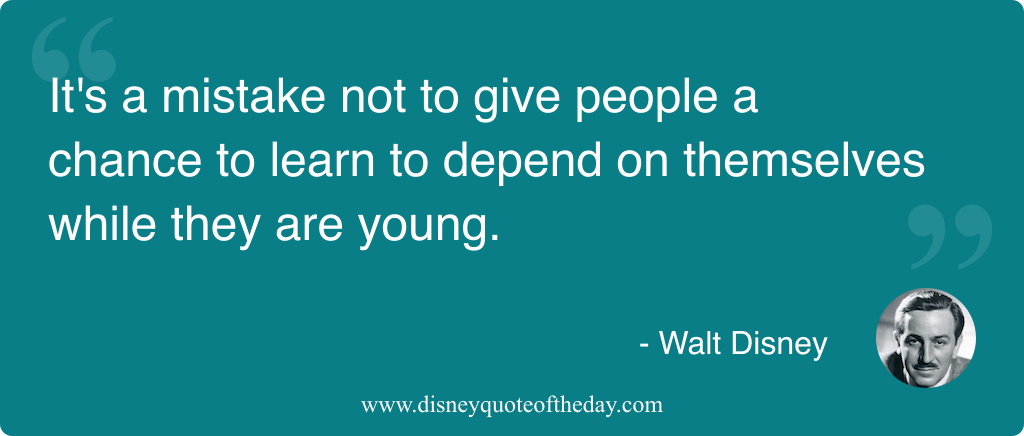 It's a mistake not to give people a
chance to learn to depend on themselves
while they are young.
- Walt Disney
www.disneyquoteoftheday.com